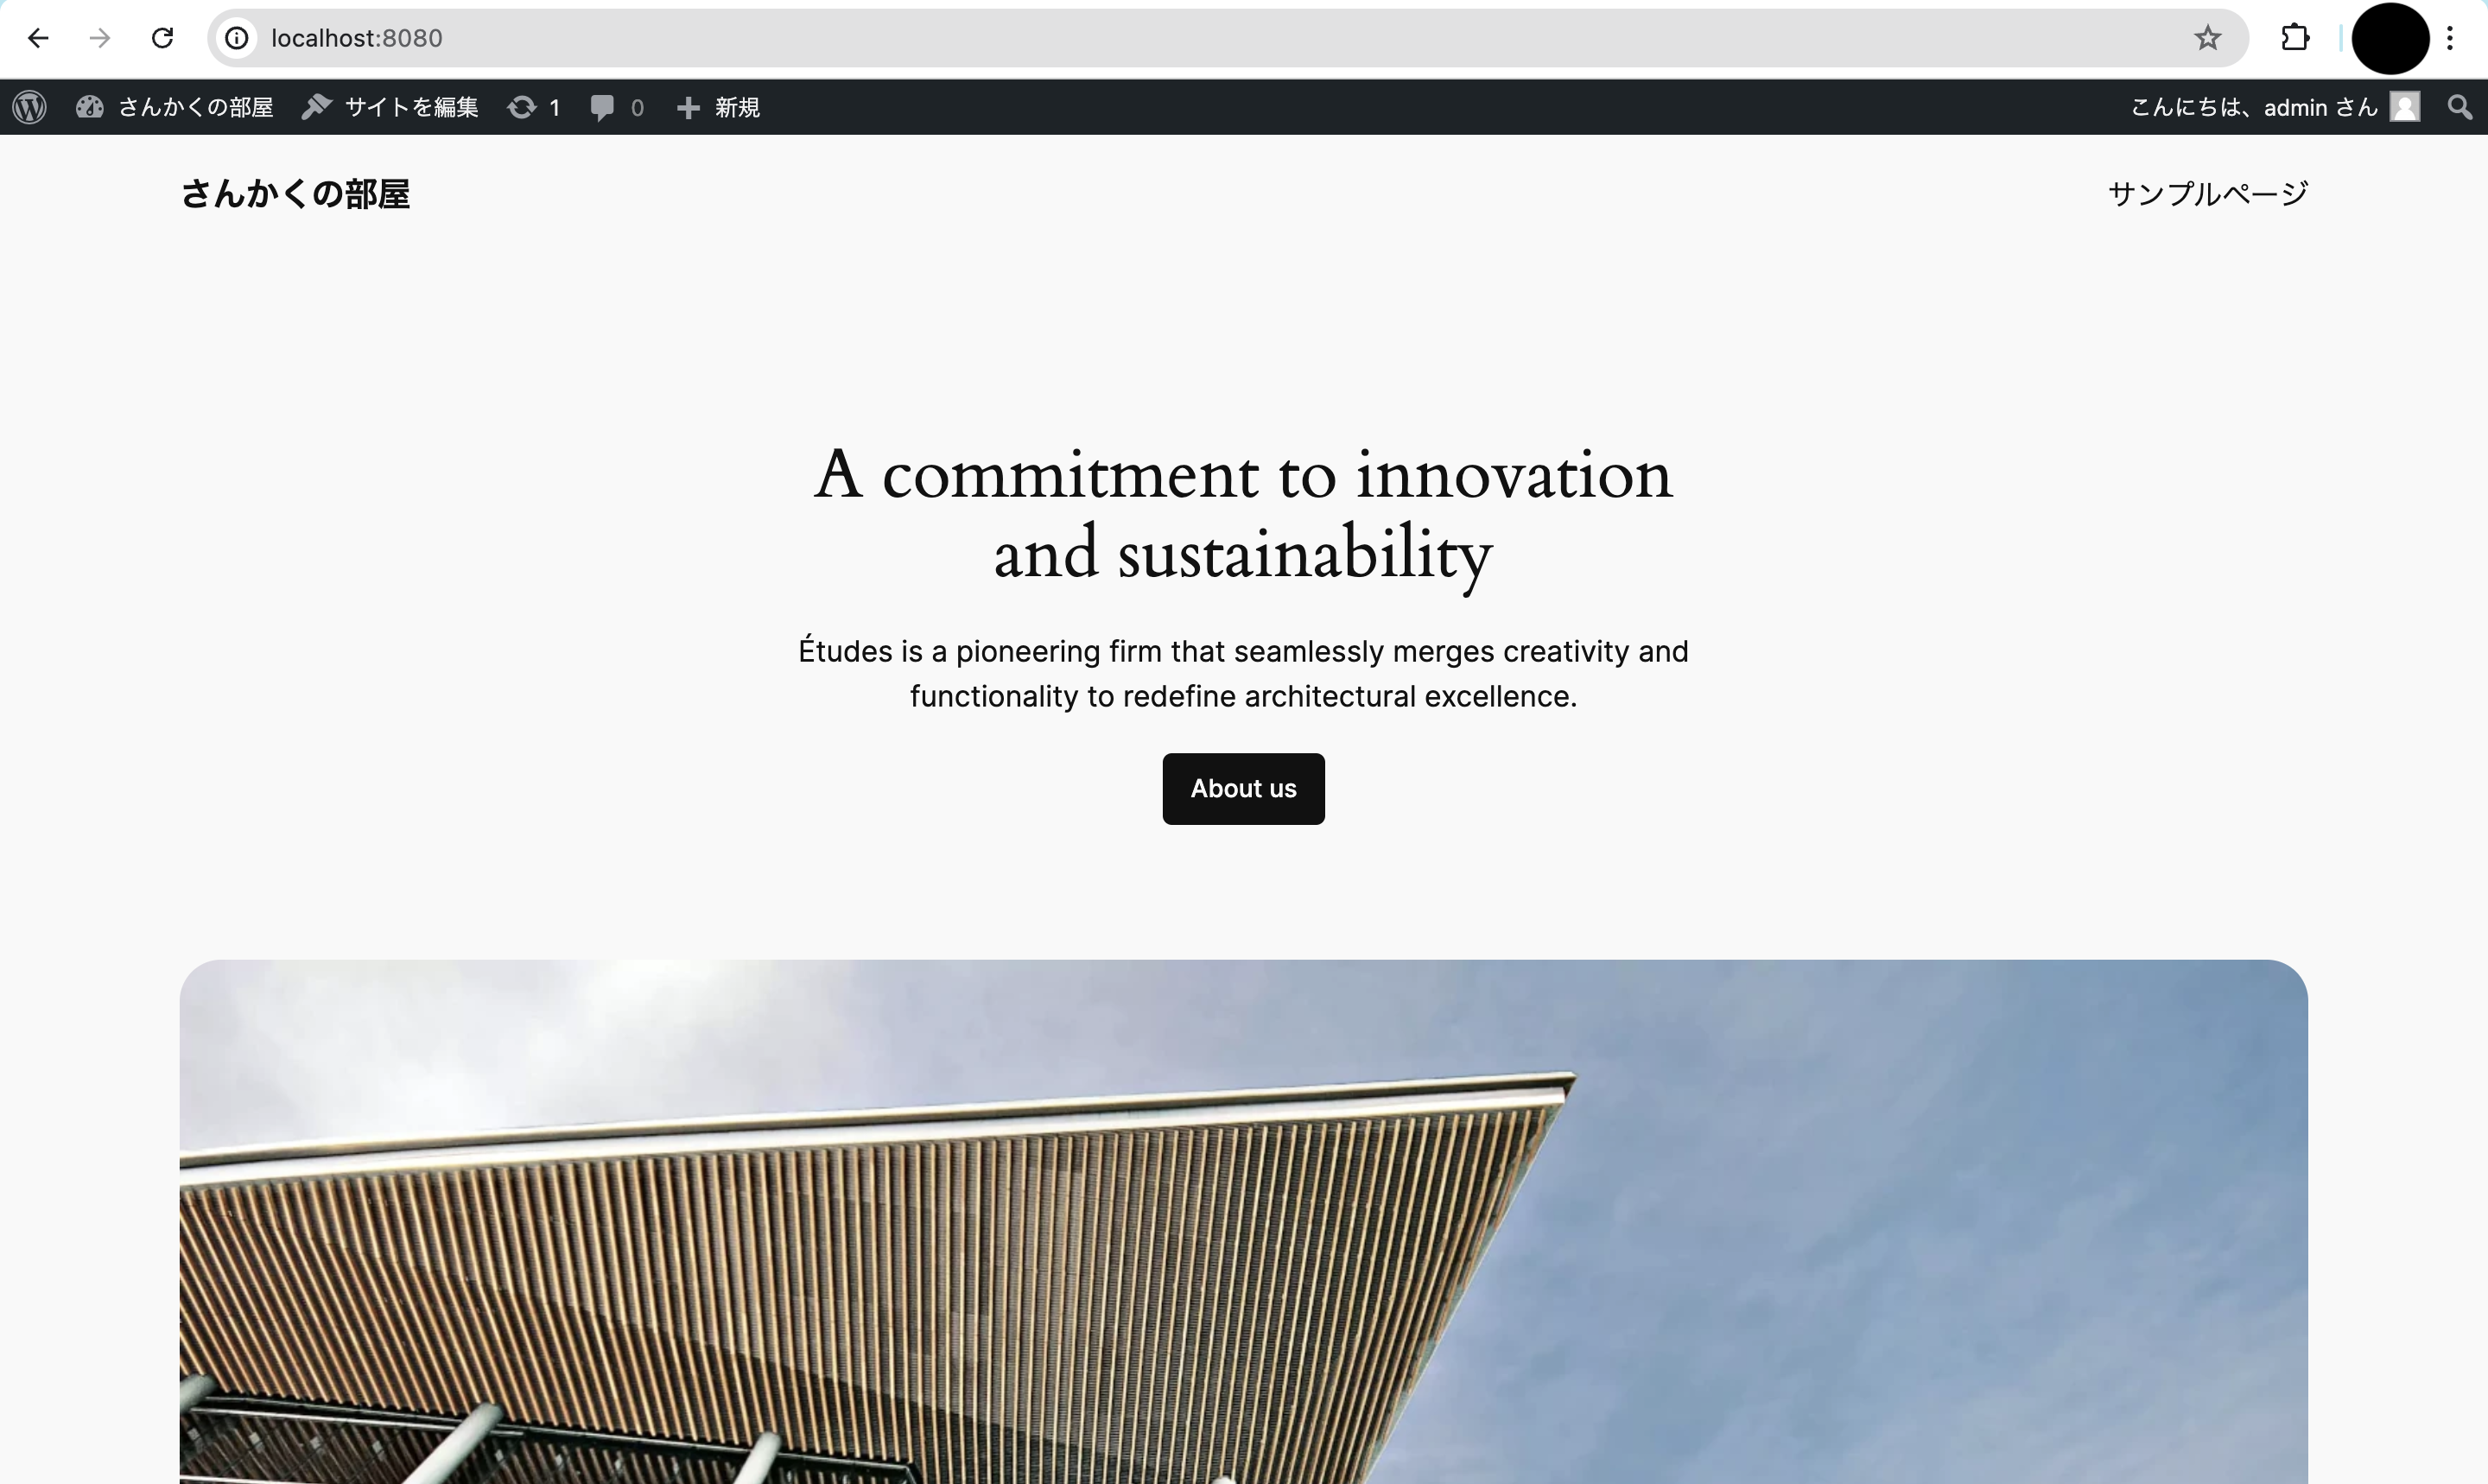 localhost:8080
さんかくの部屋 サイトを編集 1 0 新規 こんにちは、admin さん
さんかくの部屋 サンプルページ
A commitment to innovation
and sustainability
Études is a pioneering firm that seamlessly merges creativity and
functionality to redefine architectural excellence.
About us